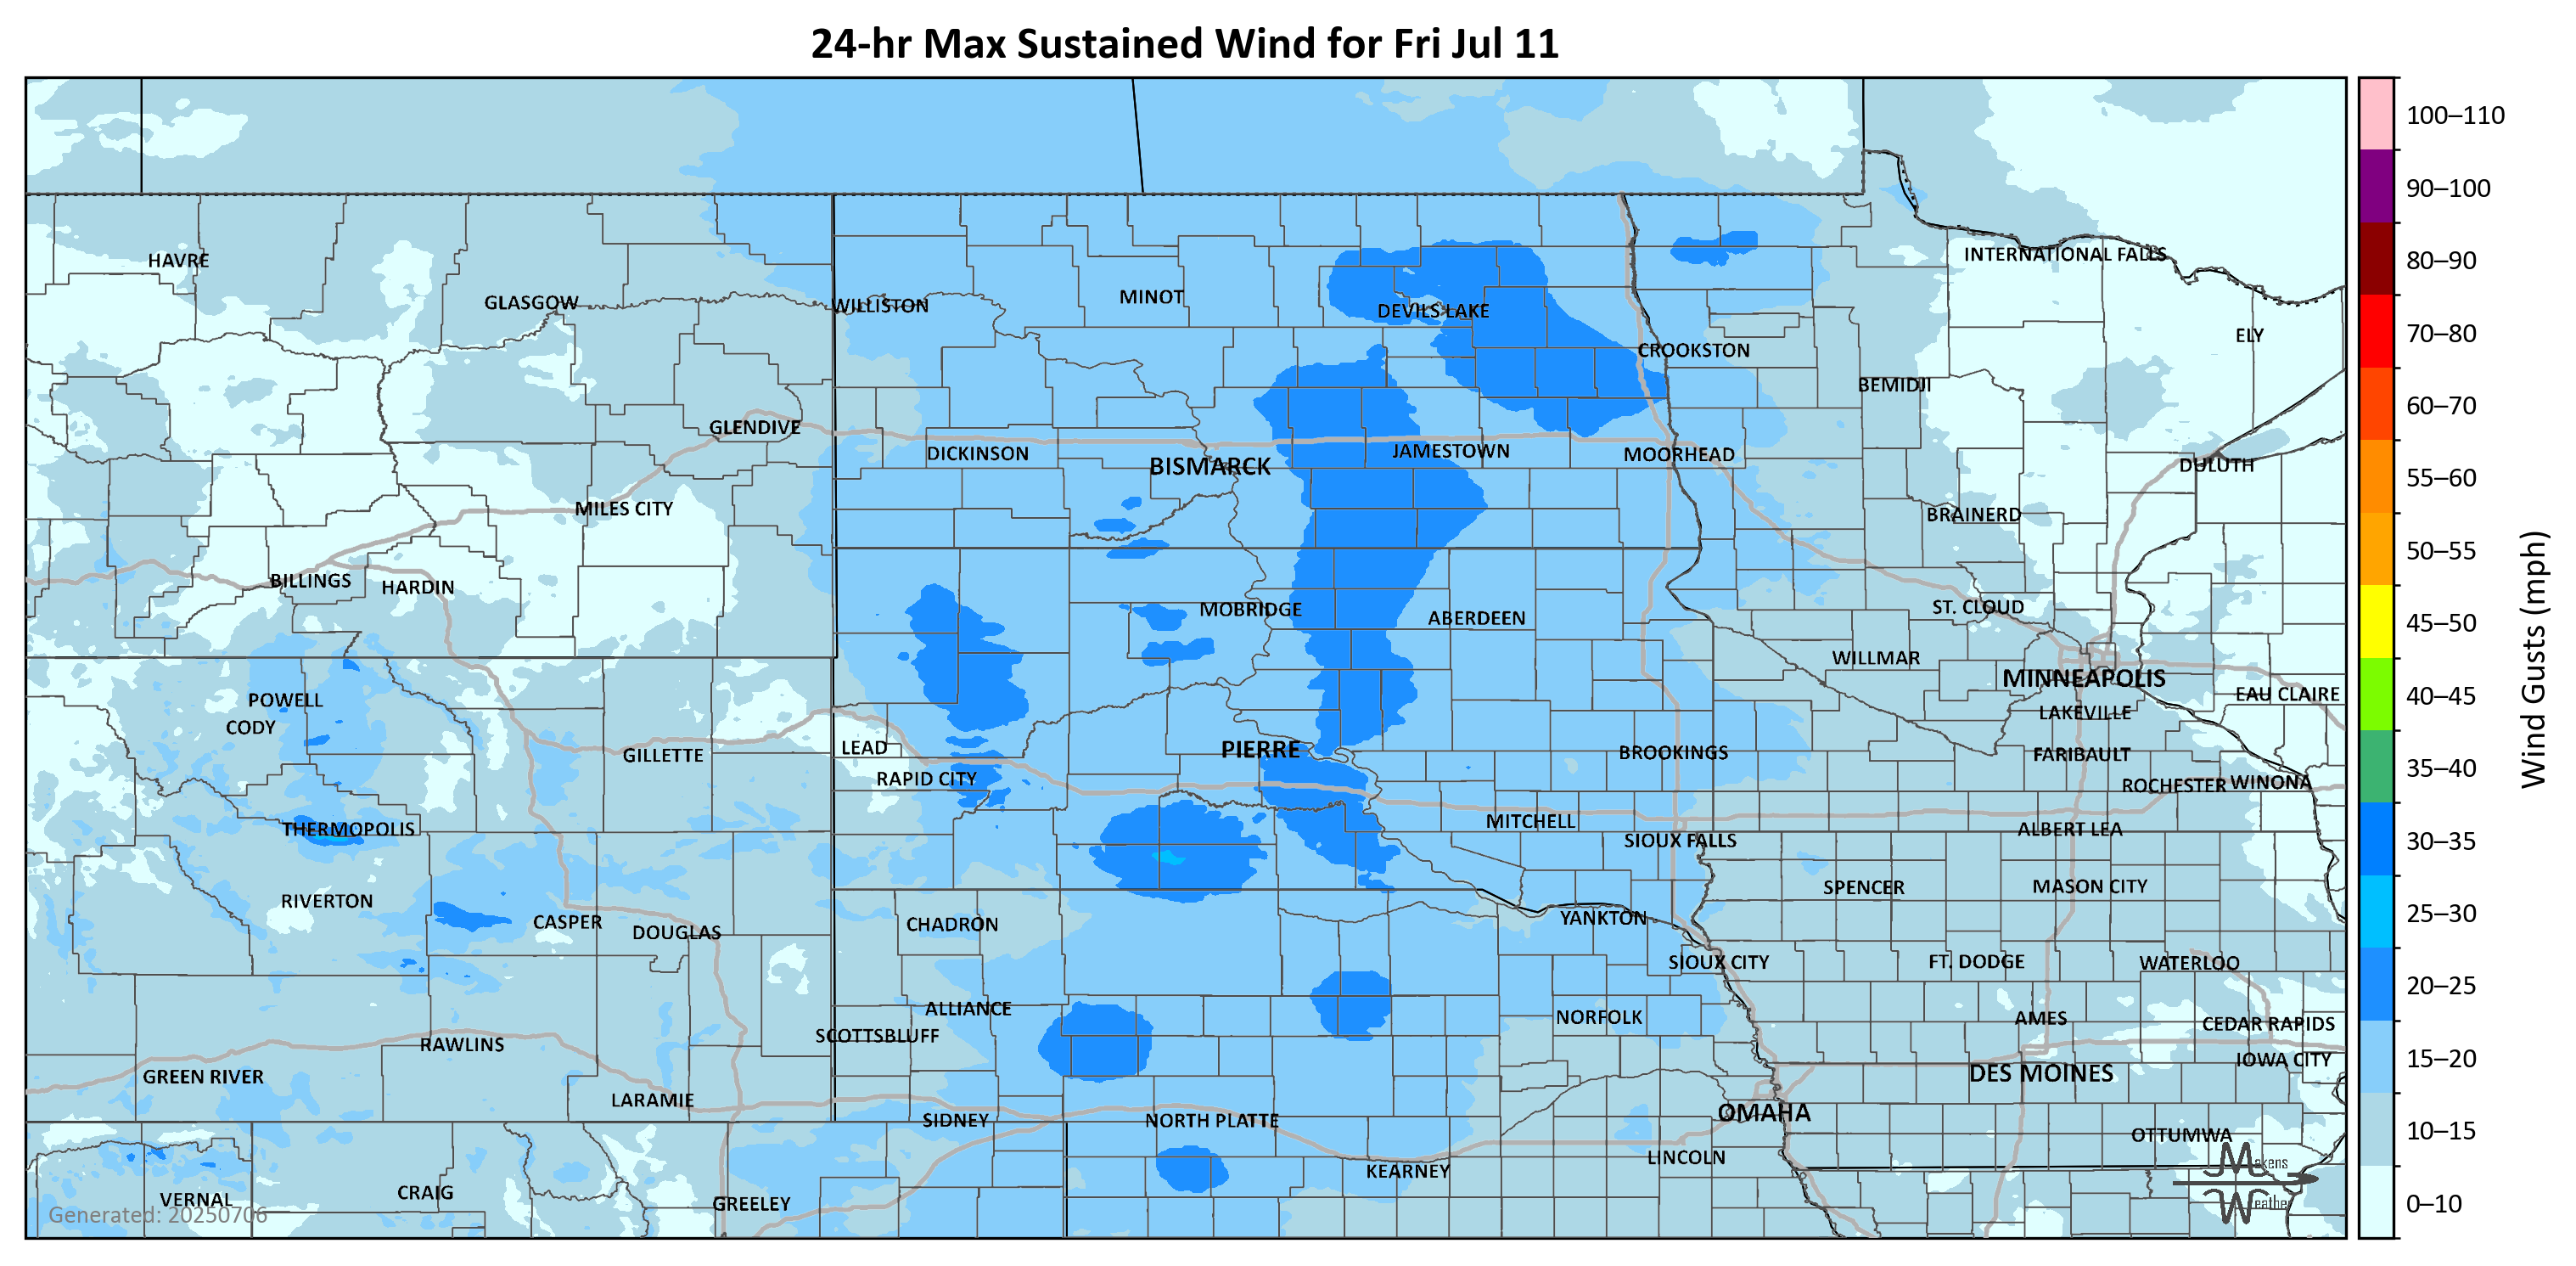 24-hr Max Sustained Wind for Fri Jul 11
100–110
90–100
80–90
70–80
60–70
55–60
50–55
45–50
40–45
35–40
30–35
25–30
20–25
15–20
10–15
0–10
Wind Gusts (mph)
HAVRE
GLASGOW
WILLISTON
MINOT
DEVILS LAKE
INTERNATIONAL FALLS
ELY
CROOKSTON
BEMIDJI
GLENDIVE
DICKINSON
BISMARCK
JAMESTOWN
MOORHEAD
DULUTH
MILES CITY
BRAINERD
BILLINGS
HARDIN
MOBRIDGE
ABERDEEN
ST. CLOUD
WILLMAR
MINNEAPOLIS
EAU CLAIRE
POWELL
CODY
LAKEVILLE
GILLETTE
LEAD
PIERRE
BROOKINGS
FARIBAULT
RAPID CITY
ROCHESTER
WINONA
THERMOPOLIS
MITCHELL
SIOUX FALLS
ALBERT LEA
RIVERTON
SPENCER
MASON CITY
CASPER
DOUGLAS
CHADRON
YANKTON
SIOUX CITY
FT. DODGE
WATERLOO
ALLIANCE
SCOTTSBLUFF
NORFOLK
AMES
CEDAR RAPIDS
RAWLINS
IOWA CITY
GREEN RIVER
DES MOINES
LARAMIE
SIDNEY
NORTH PLATTE
OMAHA
OTTUMWA
LINCOLN
KEARNEY
VERNAL
CRAIG
GREELEY
Generated: 20250706
Makens
Weather